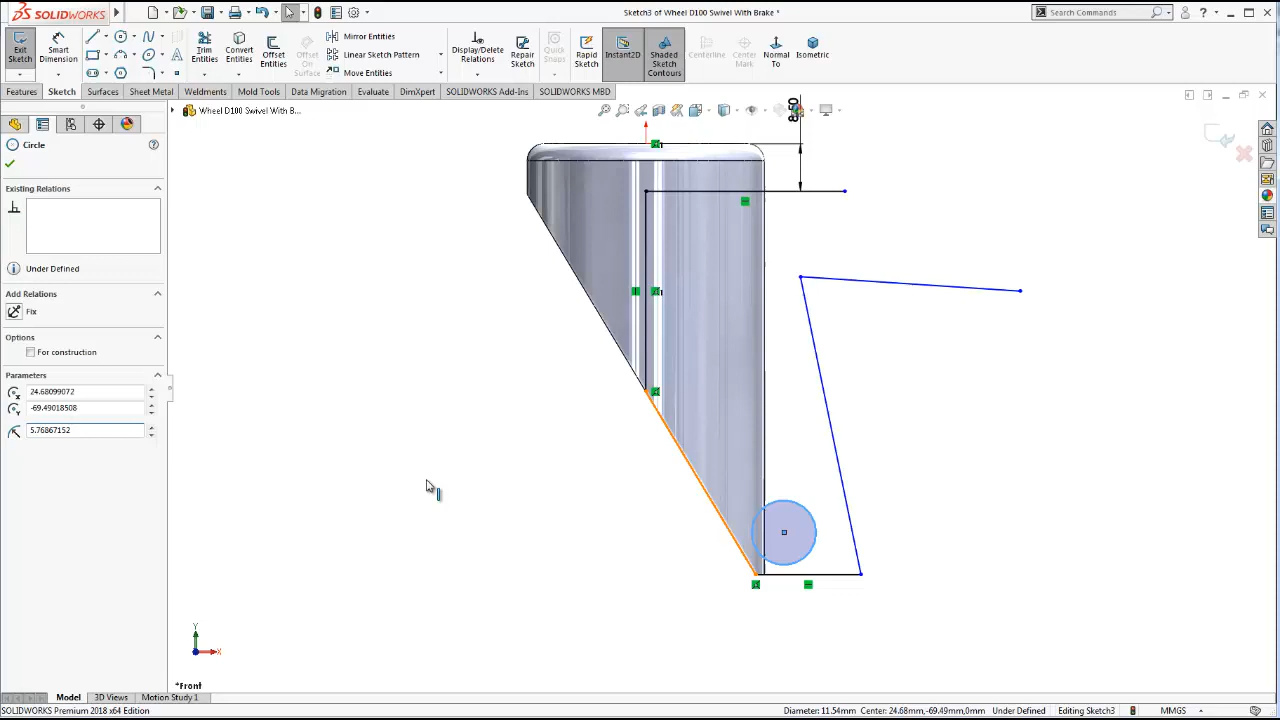 SOLIDWORKS
Sketch3 of Wheel D100 Swivel With Brake *
Search Commands
Exit Sketch
Smart Dimension
Trim Entities
Convert Entities
Offset Entities
Offset On Surface
Mirror Entities
Linear Sketch Pattern
Move Entities
Display/Delete Relations
Repair Sketch
Quick Snaps
Rapid Sketch
Instant2D
Shaded Sketch Contours
Centerline
Center Mark
Normal To
Isometric
Features
Sketch
Surfaces
Sheet Metal
Weldments
Mold Tools
Data Migration
Evaluate
DimXpert
SOLIDWORKS Add-Ins
SOLIDWORKS MBD
Wheel D100 Swivel With B...
Circle
Existing Relations
Under Defined
Add Relations
Fix
Options
For construction
Parameters
24.68099072
-69.49018508
5.76867152
Y
X
*Front
Model
3D Views
Motion Study 1
SOLIDWORKS Premium 2018 x64 Edition
Diameter: 11.54mm
Center: 24.68mm,-69.49mm,0mm
Under Defined
Editing Sketch3
MMGS